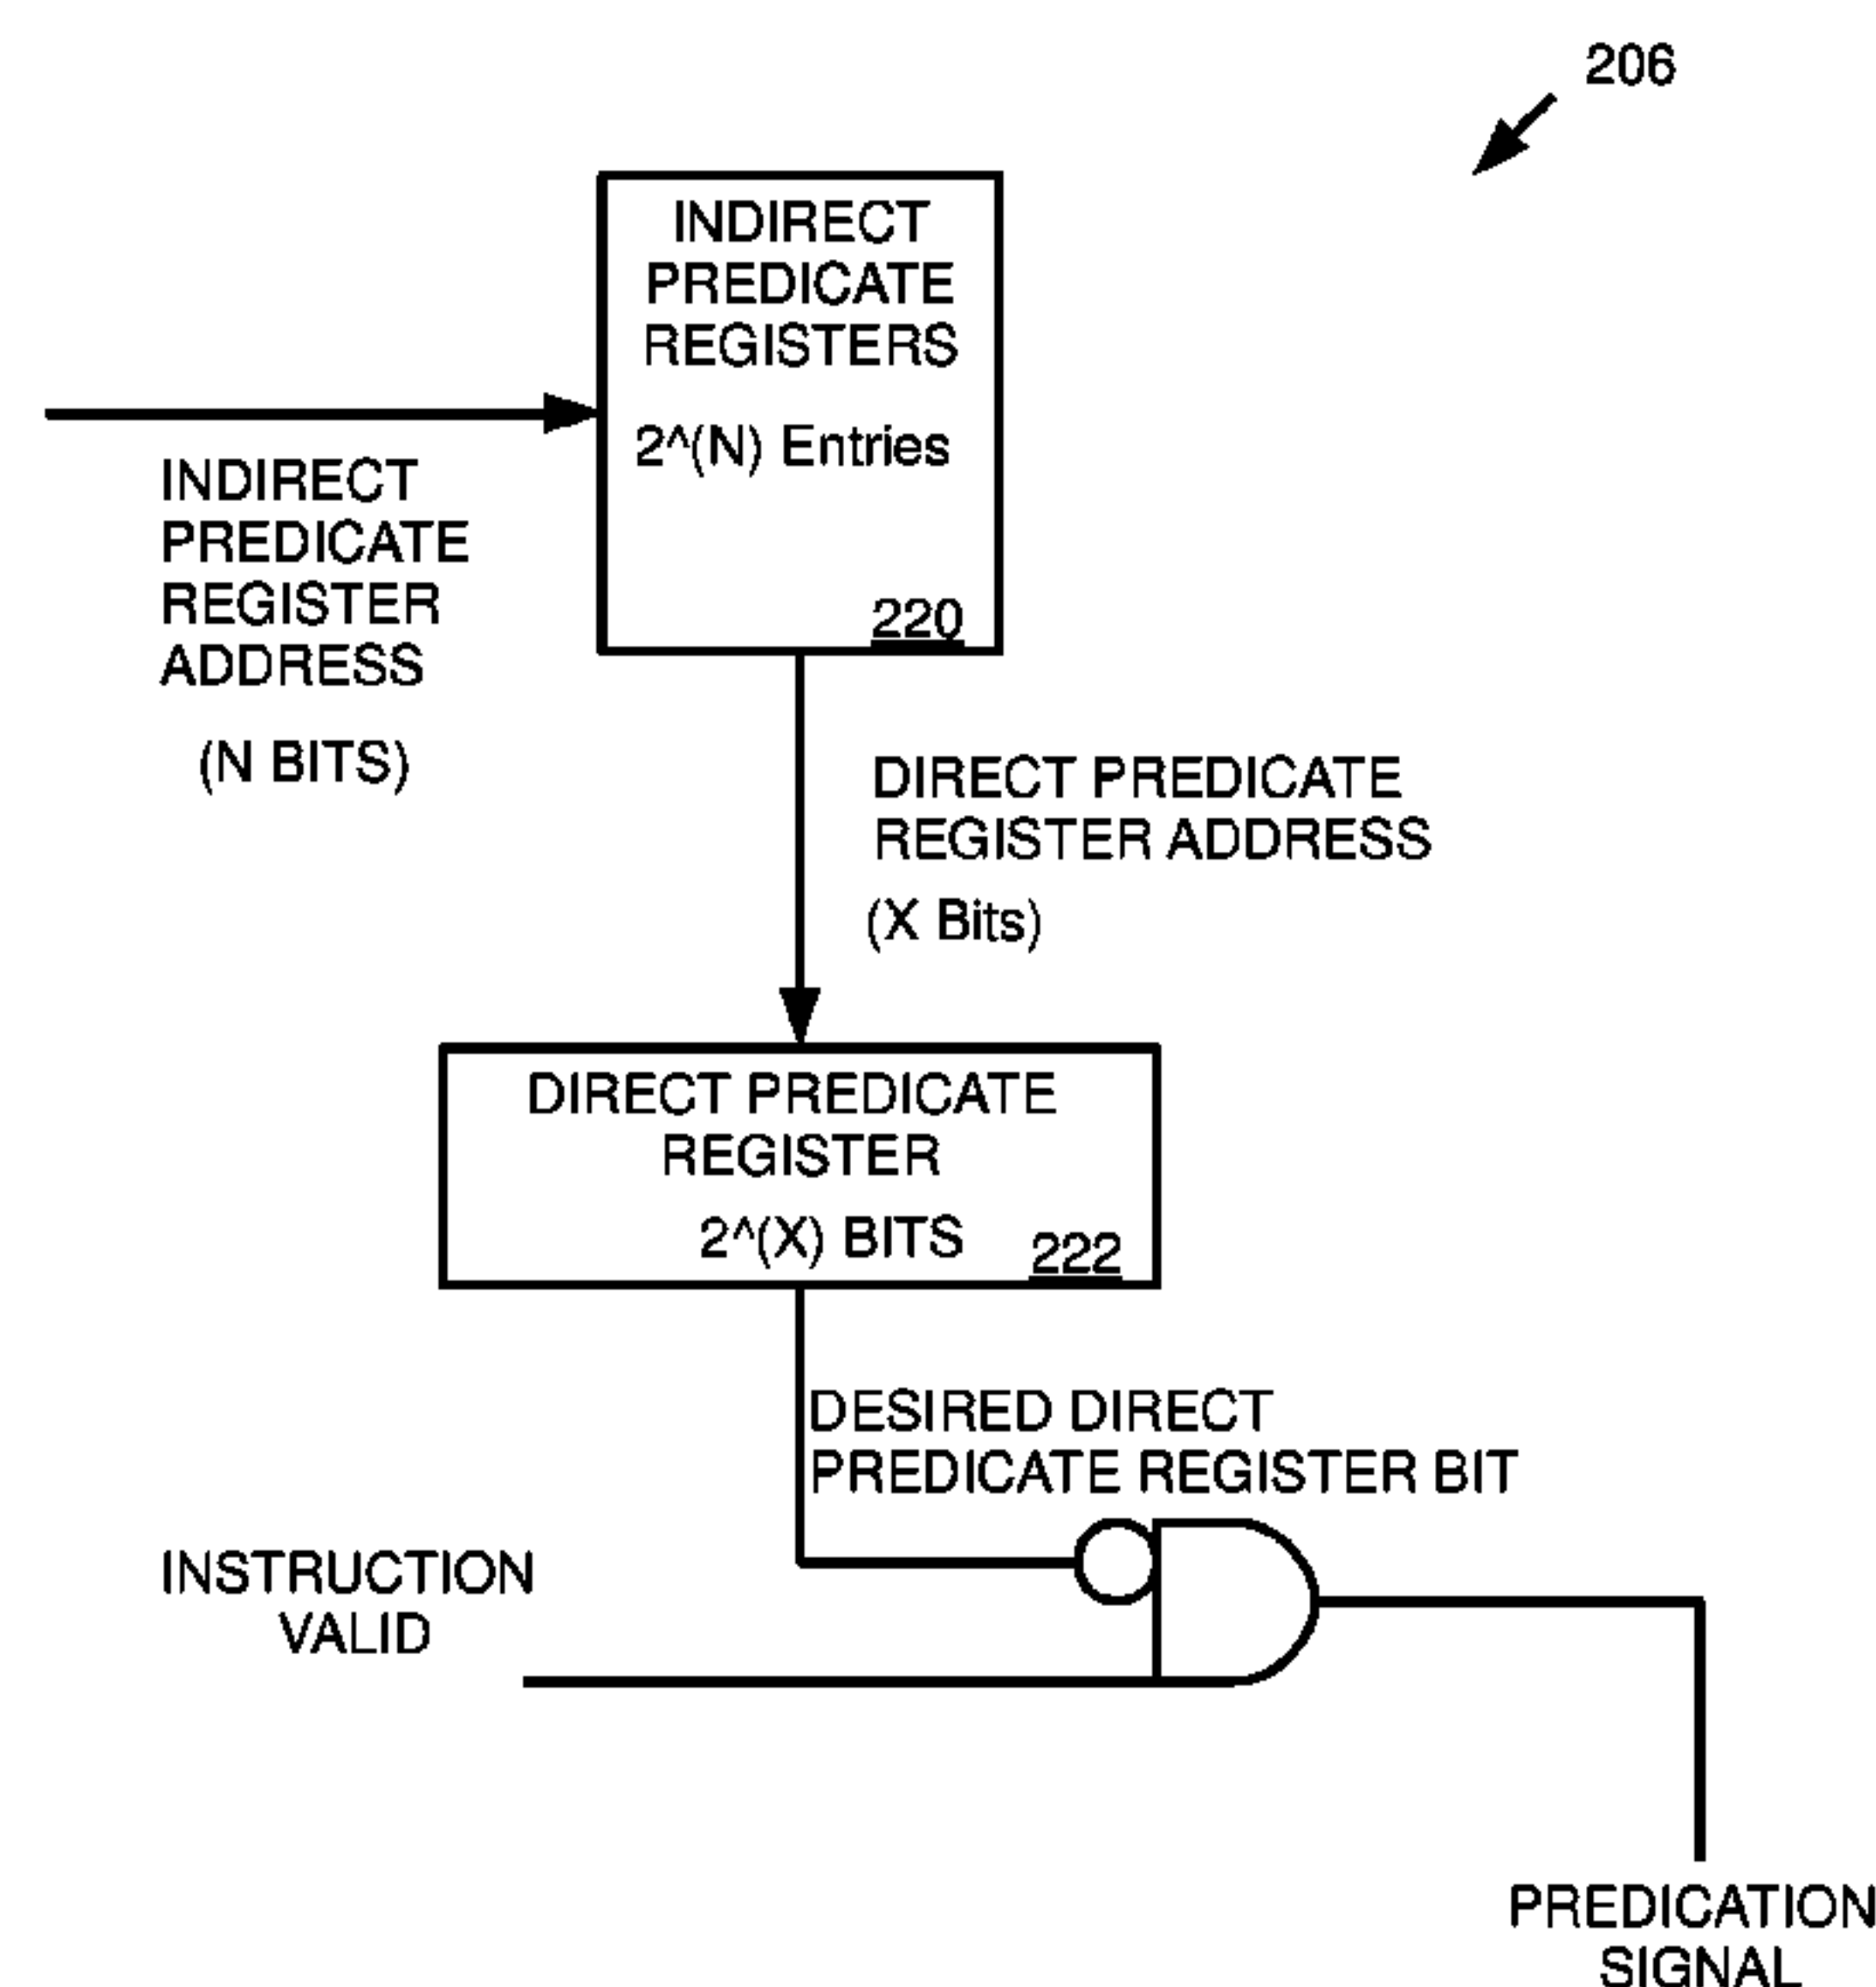 206
INDIRECT
PREDICATE
REGISTERS
2^(N) Entries
220
INDIRECT
PREDICATE
REGISTER
ADDRESS
(N BITS)
DIRECT PREDICATE
REGISTER ADDRESS
(X Bits)
DIRECT PREDICATE
REGISTER
2^(X) BITS
222
DESIRED DIRECT
PREDICATE REGISTER BIT
INSTRUCTION
VALID
PREDICATION
SIGNAL